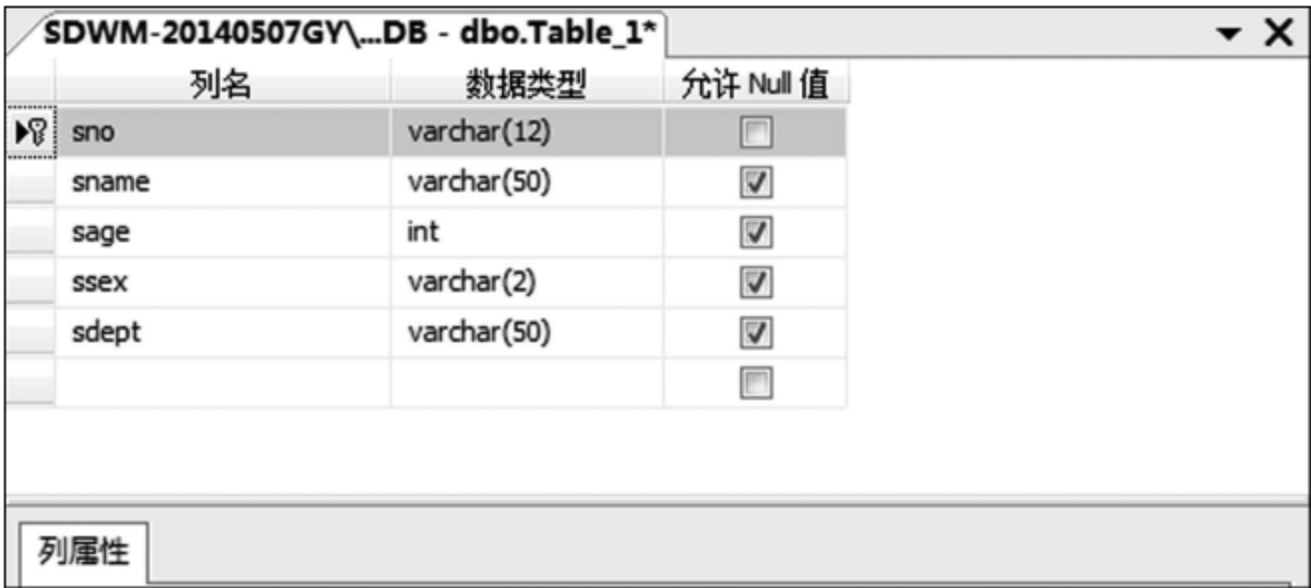 SDWM-20140507GY\...DB - dbo.Table_1*
列名 数据类型 允许 Null 值
sno varchar(12)
sname varchar(50)
sage int
ssex varchar(2)
sdept varchar(50)
列属性